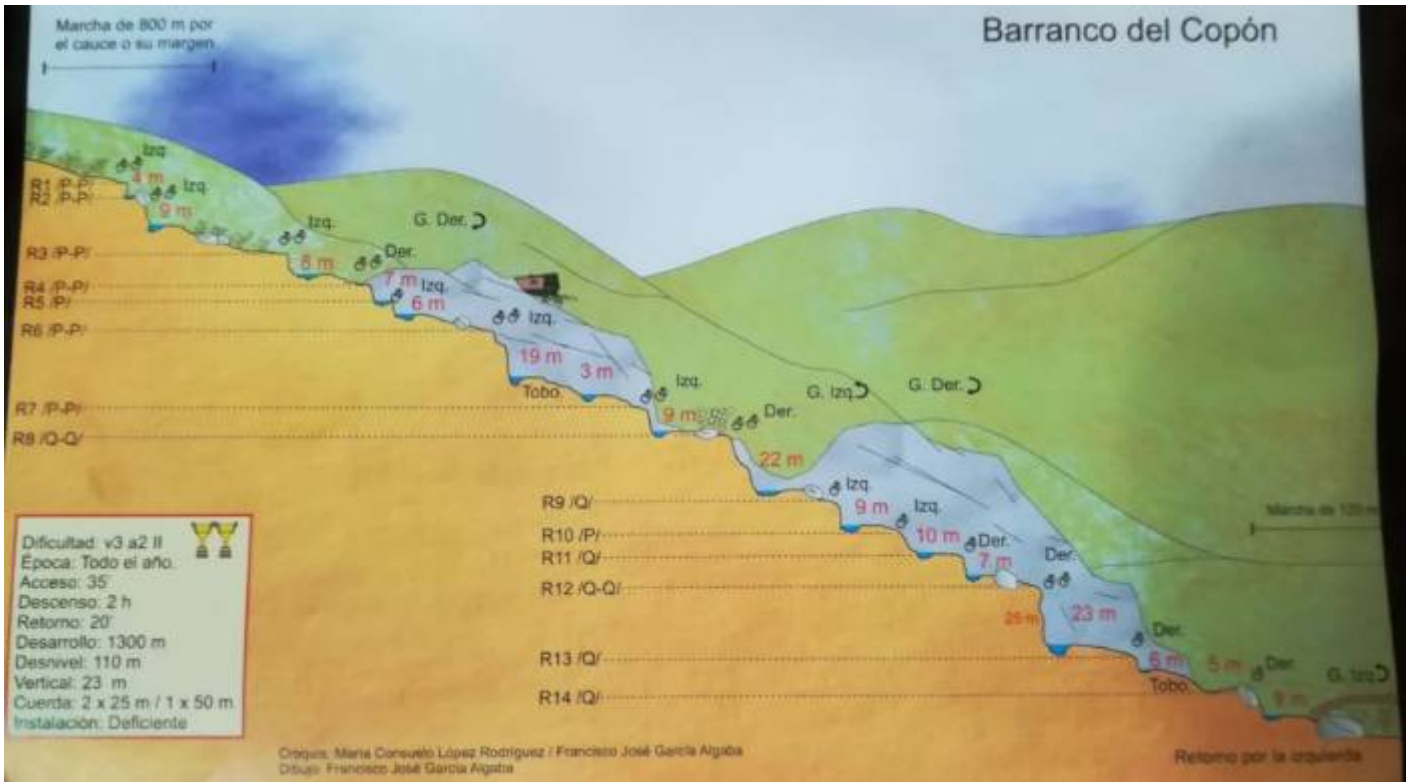 Marcha de 800 m por
el cauce o su margen
Barranco del Copón
Izq.
4 m
R1 /P-P/
Izq.
R2 /P-P/
9 m
Izq.
G. Der.
R3 /P-P/
8 m
Der.
R4 /P-P/
7 m
Izq.
R5 /P/
6 m
Izq.
R6 /P-P/
19 m
3 m
Tobo.
Izq.
G. Izq.
G. Der.
R7 /P-P/
9 m
Der.
R8 /Q-Q/
22 m
Izq.
R9 /Q/
9 m
Izq.
R10 /P/
10 m
Der.
R11 /Q/
7 m
Der.
R12 /Q-Q/
25 m
23 m
Der.
R13 /Q/
6 m
5 m
Der.
G. Izq.
Tobo.
R14 /Q/
9 m
Marcha de 120 m
Dificultad: v3 a2 II
Época: Todo el año.
Acceso: 35'
Descenso: 2 h
Retorno: 20'
Desarrollo: 1300 m
Desnivel: 110 m
Vertical: 23 m
Cuerda: 2 x 25 m / 1 x 50 m
Instalación: Deficiente
Croquis: María Consuelo López Rodríguez / Francisco José García Algaba
Dibujo: Francisco José García Algaba
Retorno por la izquierda